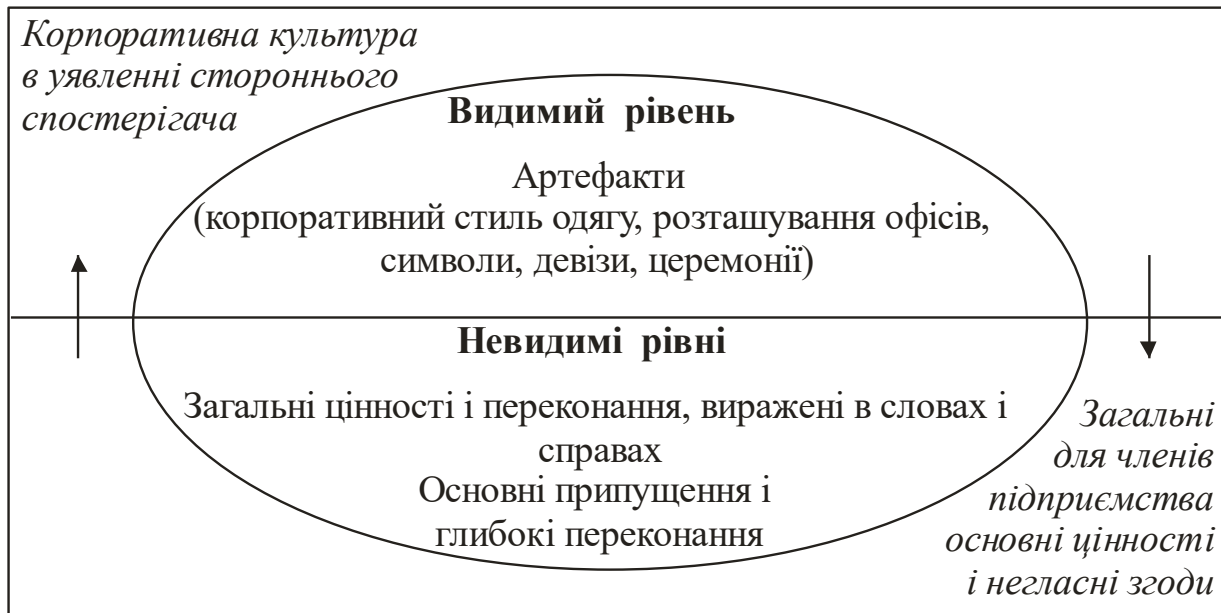 Корпоративна культура
в уявленні стороннього
спостерігача
Видимий рівень
Артефакти
(корпоративний стиль одягу, розташування офісів,
символи, девізи, церемонії)
Невидимі рівні
Загальні цінності і переконання, виражені в словах і
справах
Основні припущення і
глибокі переконання
Загальні
для членів
підприємства
основні цінності
і негласні згоди